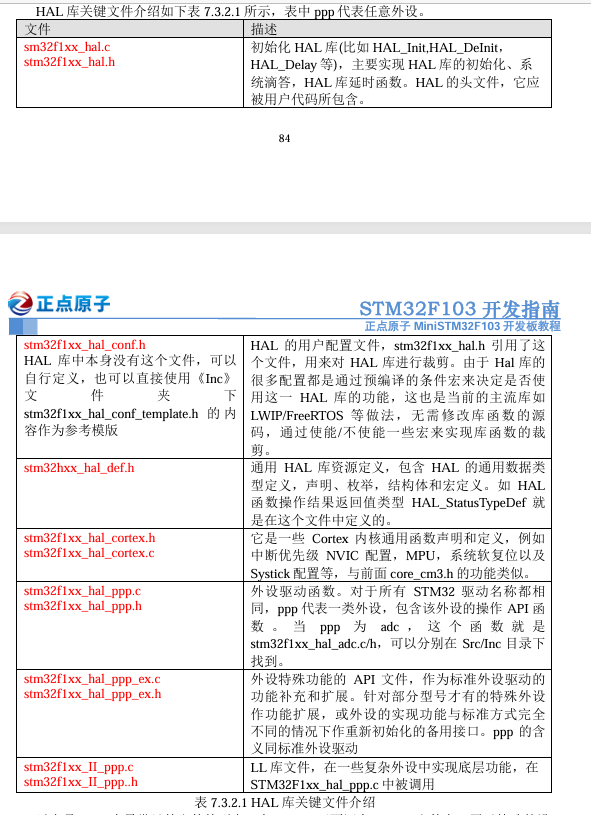 HAL 库关键文件介绍如下表 7.3.2.1 所示，表中 ppp 代表任意外设。
文件 描述
sm32f1xx_hal.c
stm32f1xx_hal.h
初始化 HAL 库(比如 HAL_Init,HAL_DeInit，
HAL_Delay 等)，主要实现 HAL 库的初始化、系
统滴答，HAL 库延时函数。HAL 的头文件，它应
被用户代码所包含。
84
正点原子
STM32F103 开发指南
正点原子 MiniSTM32F103 开发板教程
stm32f1xx_hal_conf.h
HAL 库中本身没有这个文件，可以
自行定义，也可以直接使用《Inc》
文件夹下
stm32f1xx_hal_conf_template.h 的内
容作为参考模版
HAL 的用户配置文件，stm32f1xx_hal.h 引用了这
个文件，用来对 HAL 库进行裁剪。由于 Hal 库的
很多配置都是通过预编译的条件宏来决定是否使
用这一 HAL 库的功能，这也是当前的主流库如
LWIP/FreeRTOS 等做法，无需修改库函数的源
码，通过使能/不使能一些宏来实现库函数的裁
剪。
stm32hxx_hal_def.h
通用 HAL 库资源定义，包含 HAL 的通用数据类
型定义，声明、枚举，结构体和宏定义。如 HAL
函数操作结果返回值类型 HAL_StatusTypeDef 就
是在这个文件中定义的。
stm32f1xx_hal_cortex.h
stm32f1xx_hal_cortex.c
它是一些 Cortex 内核通用函数声明和定义，例如
中断优先级 NVIC 配置，MPU，系统软复位以及
Systick 配置等，与前面 core_cm3.h 的功能类似。
stm32f1xx_hal_ppp.c
stm32f1xx_hal_ppp.h
外设驱动函数。对于所有 STM32 驱动名称都相
同，ppp 代表一类外设，包含该外设的操作 API 函
数。当 ppp 为 adc，这个函数就是
stm32f1xx_hal_adc.c/h，可以分别在 Src/Inc 目录下
找到。
stm32f1xx_hal_ppp_ex.c
stm32f1xx_hal_ppp_ex.h
外设特殊功能的 API 文件，作为标准外设驱动的
功能补充和扩展。针对部分型号才有的特殊外设
作功能扩展，或外设的实现功能与标准方式完全
不同的情况下作重新初始化的备用接口。ppp 的含
义同标准外设驱动
stm32f1xx_II_ppp.c
stm32f1xx_II_ppp..h
LL 库文件，在一些复杂外设中实现底层功能，在
STM32f1xx_hal_ppp.c 中被调用
表 7.3.2.1 HAL 库关键文件介绍